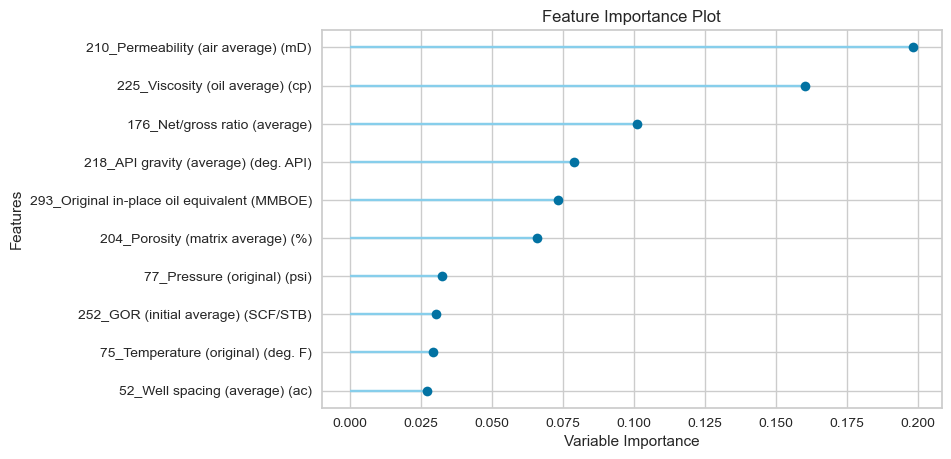 Feature Importance Plot
210_Permeability (air average) (mD)
225_Viscosity (oil average) (cp)
176_Net/gross ratio (average)
218_API gravity (average) (deg. API)
293_Original in-place oil equivalent (MMBOE)
204_Porosity (matrix average) (%)
77_Pressure (original) (psi)
252_GOR (initial average) (SCF/STB)
75_Temperature (original) (deg. F)
52_Well spacing (average) (ac)
Features
0.000 0.025 0.050 0.075 0.100 0.125 0.150 0.175 0.200
Variable Importance